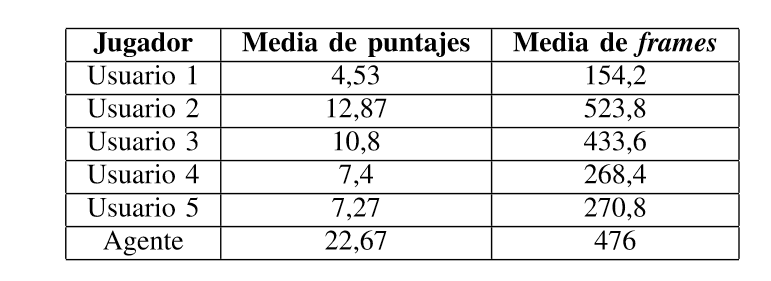 Jugador Media de puntajes Media de frames
Usuario 1 4,53 154,2
Usuario 2 12,87 523,8
Usuario 3 10,8 433,6
Usuario 4 7,4 268,4
Usuario 5 7,27 270,8
Agente 22,67 476